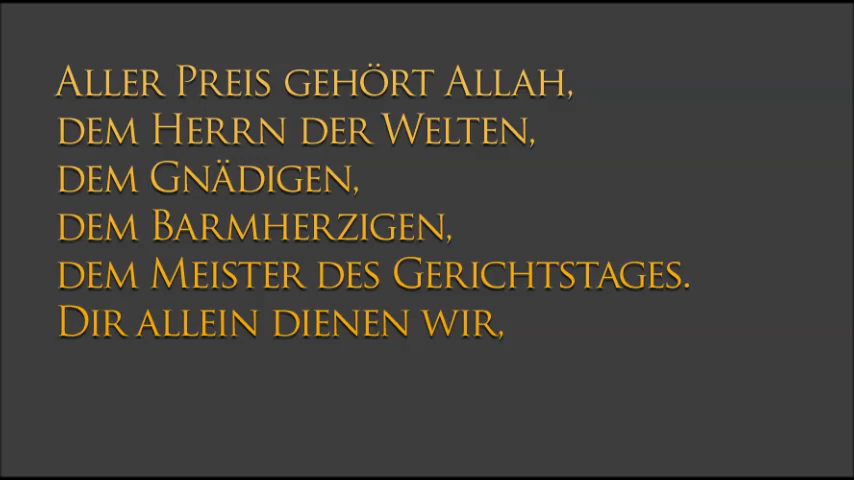 Aller Preis gehört Allah,
dem Herrn der Welten,
dem Gnädigen,
dem Barmherzigen,
dem Meister des Gerichtstages.
Dir allein dienen wir,